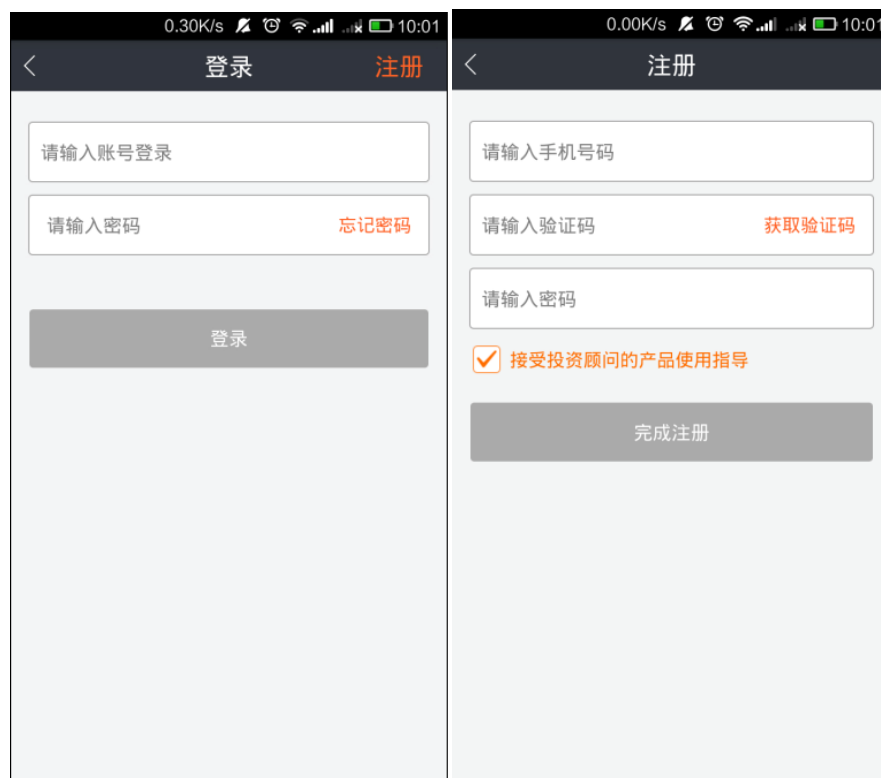 0.30K/s 10:01
登录 注册
请输入账号登录
请输入密码 忘记密码
登录
0.00K/s 10:01
注册
请输入手机号码
请输入验证码 获取验证码
请输入密码
接受投资顾问的产品使用指导
完成注册